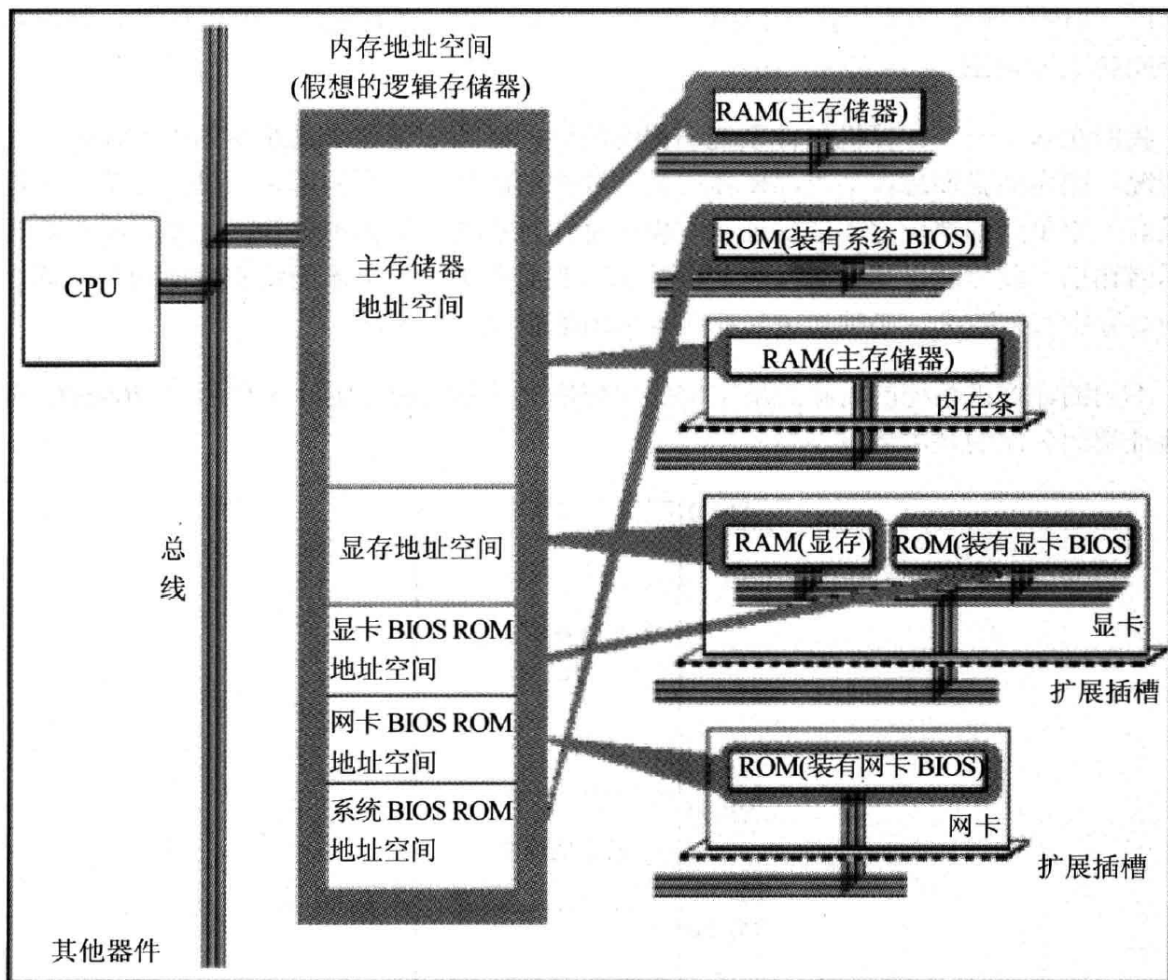 内存地址空间
(假想的逻辑存储器)
CPU
总
线
其他器件
主存储器
地址空间
显存地址空间
显卡 BIOS ROM
地址空间
网卡 BIOS ROM
地址空间
系统 BIOS ROM
地址空间
RAM(主存储器)
ROM(装有系统 BIOS)
RAM(主存储器)
内存条
RAM(显存)
ROM(装有显卡 BIOS)
显卡
扩展插槽
ROM(装有网卡 BIOS)
网卡
扩展插槽